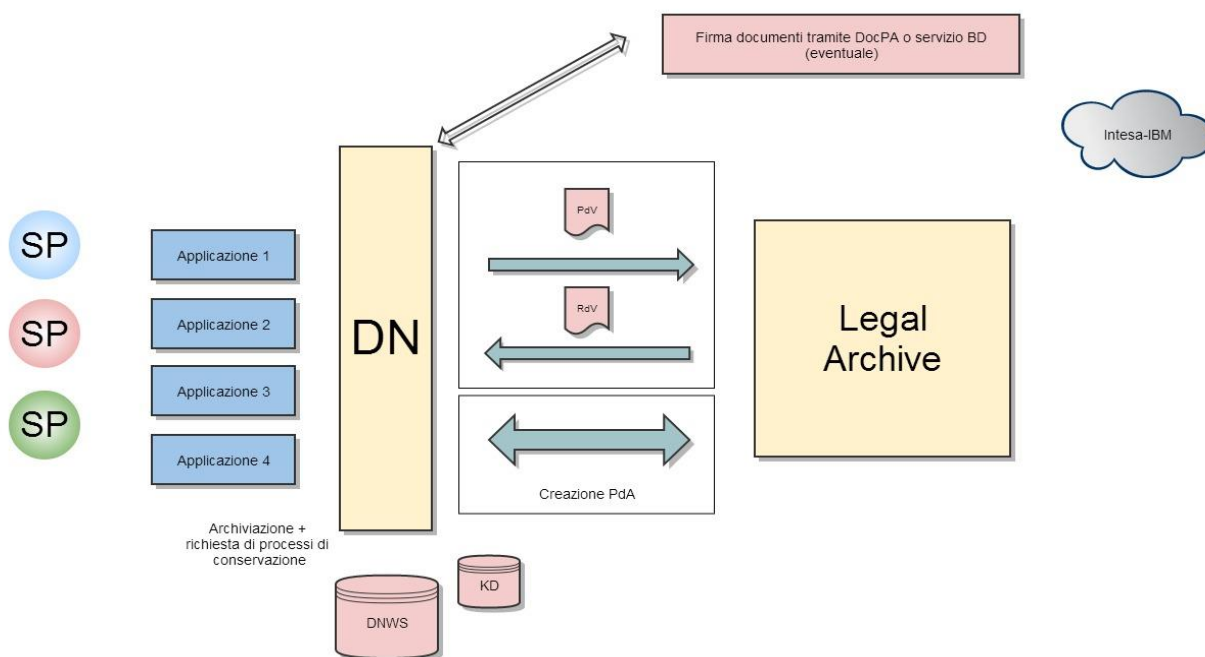 Firma documenti tramite DocPA o servizio BD
(eventuale)
Intesa-IBM
SP
SP
SP
Applicazione 1
Applicazione 2
Applicazione 3
Applicazione 4
Archiviazione +
richiesta di processi di
conservazione
DN
PdV
RdV
Creazione PdA
Legal
Archive
DNWS
KD